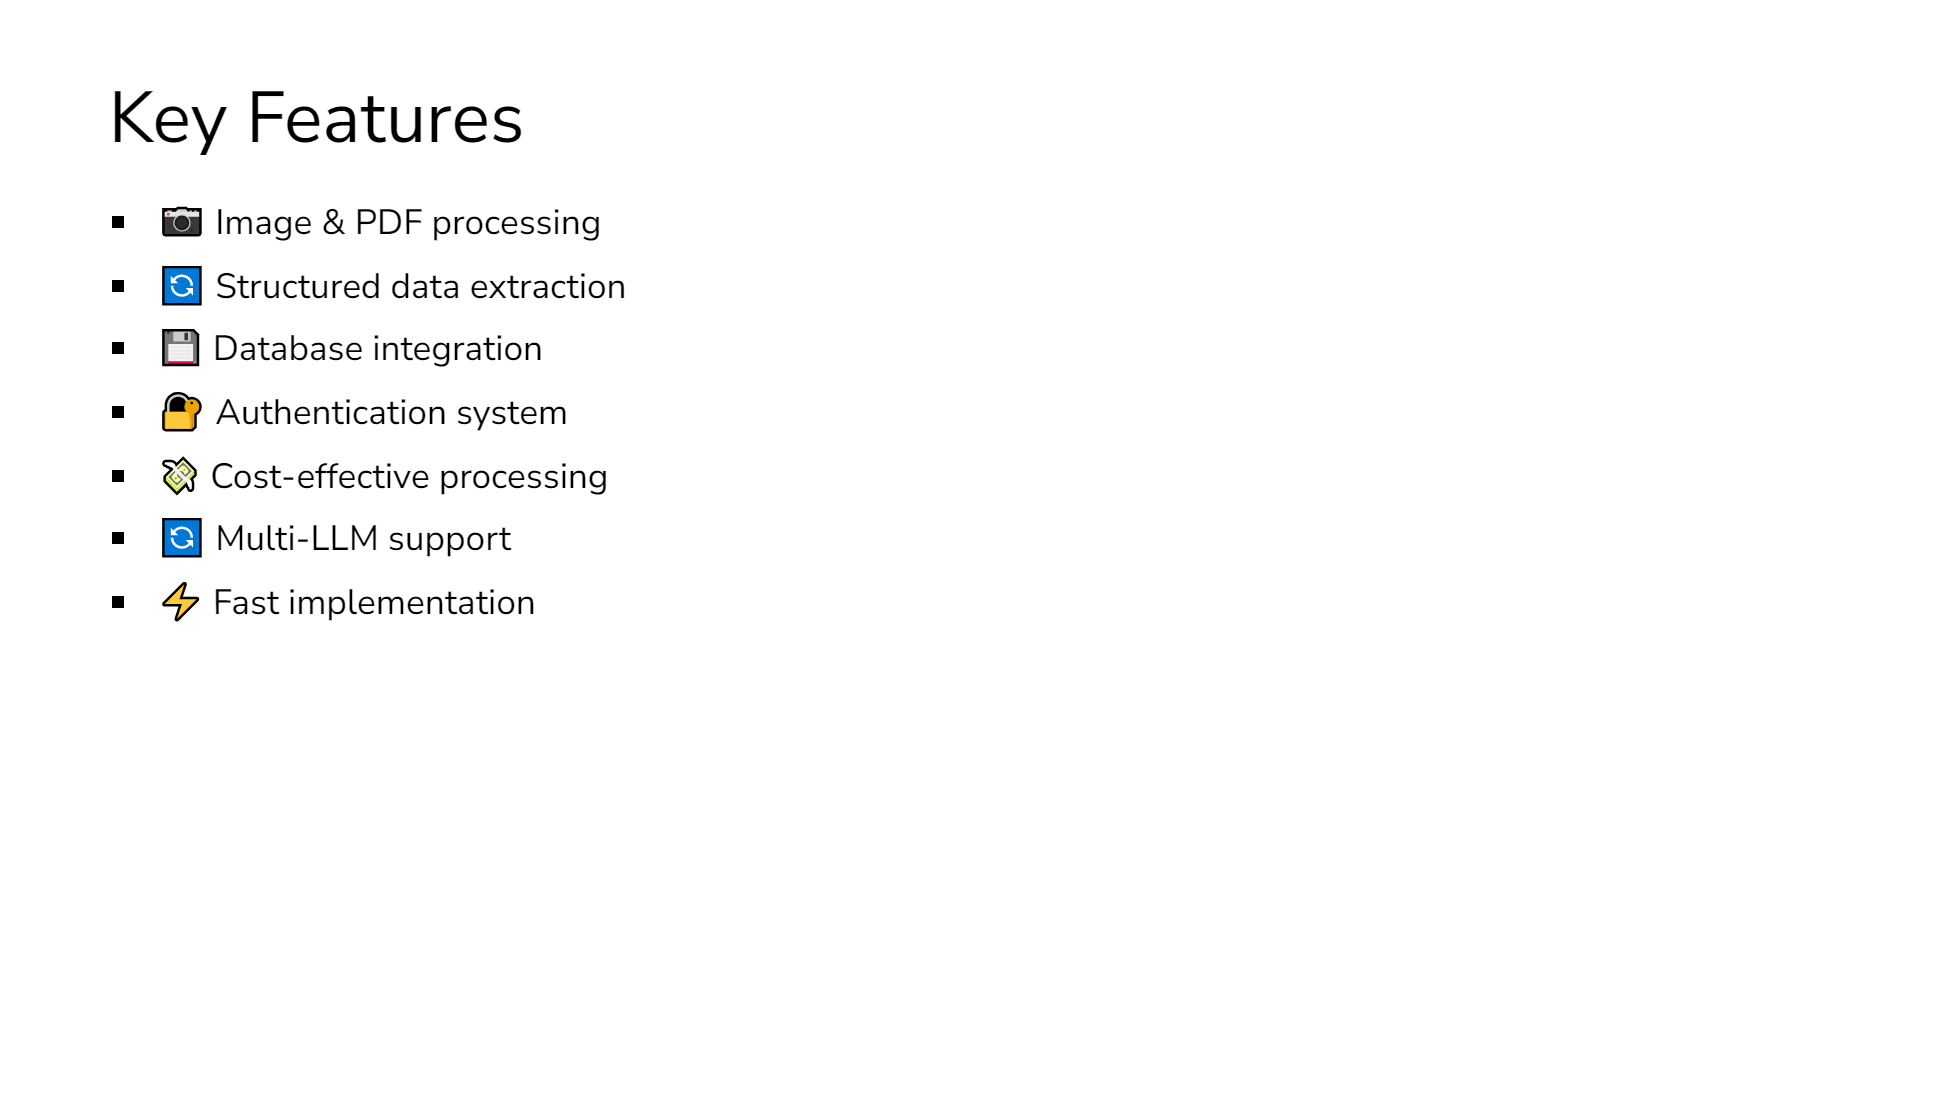 Key Features
▪ 📷 Image & PDF processing
▪ 🔄 Structured data extraction
▪ 💾 Database integration
▪ 🔐 Authentication system
▪ 💸 Cost-effective processing
▪ 🔄 Multi-LLM support
▪ ⚡ Fast implementation